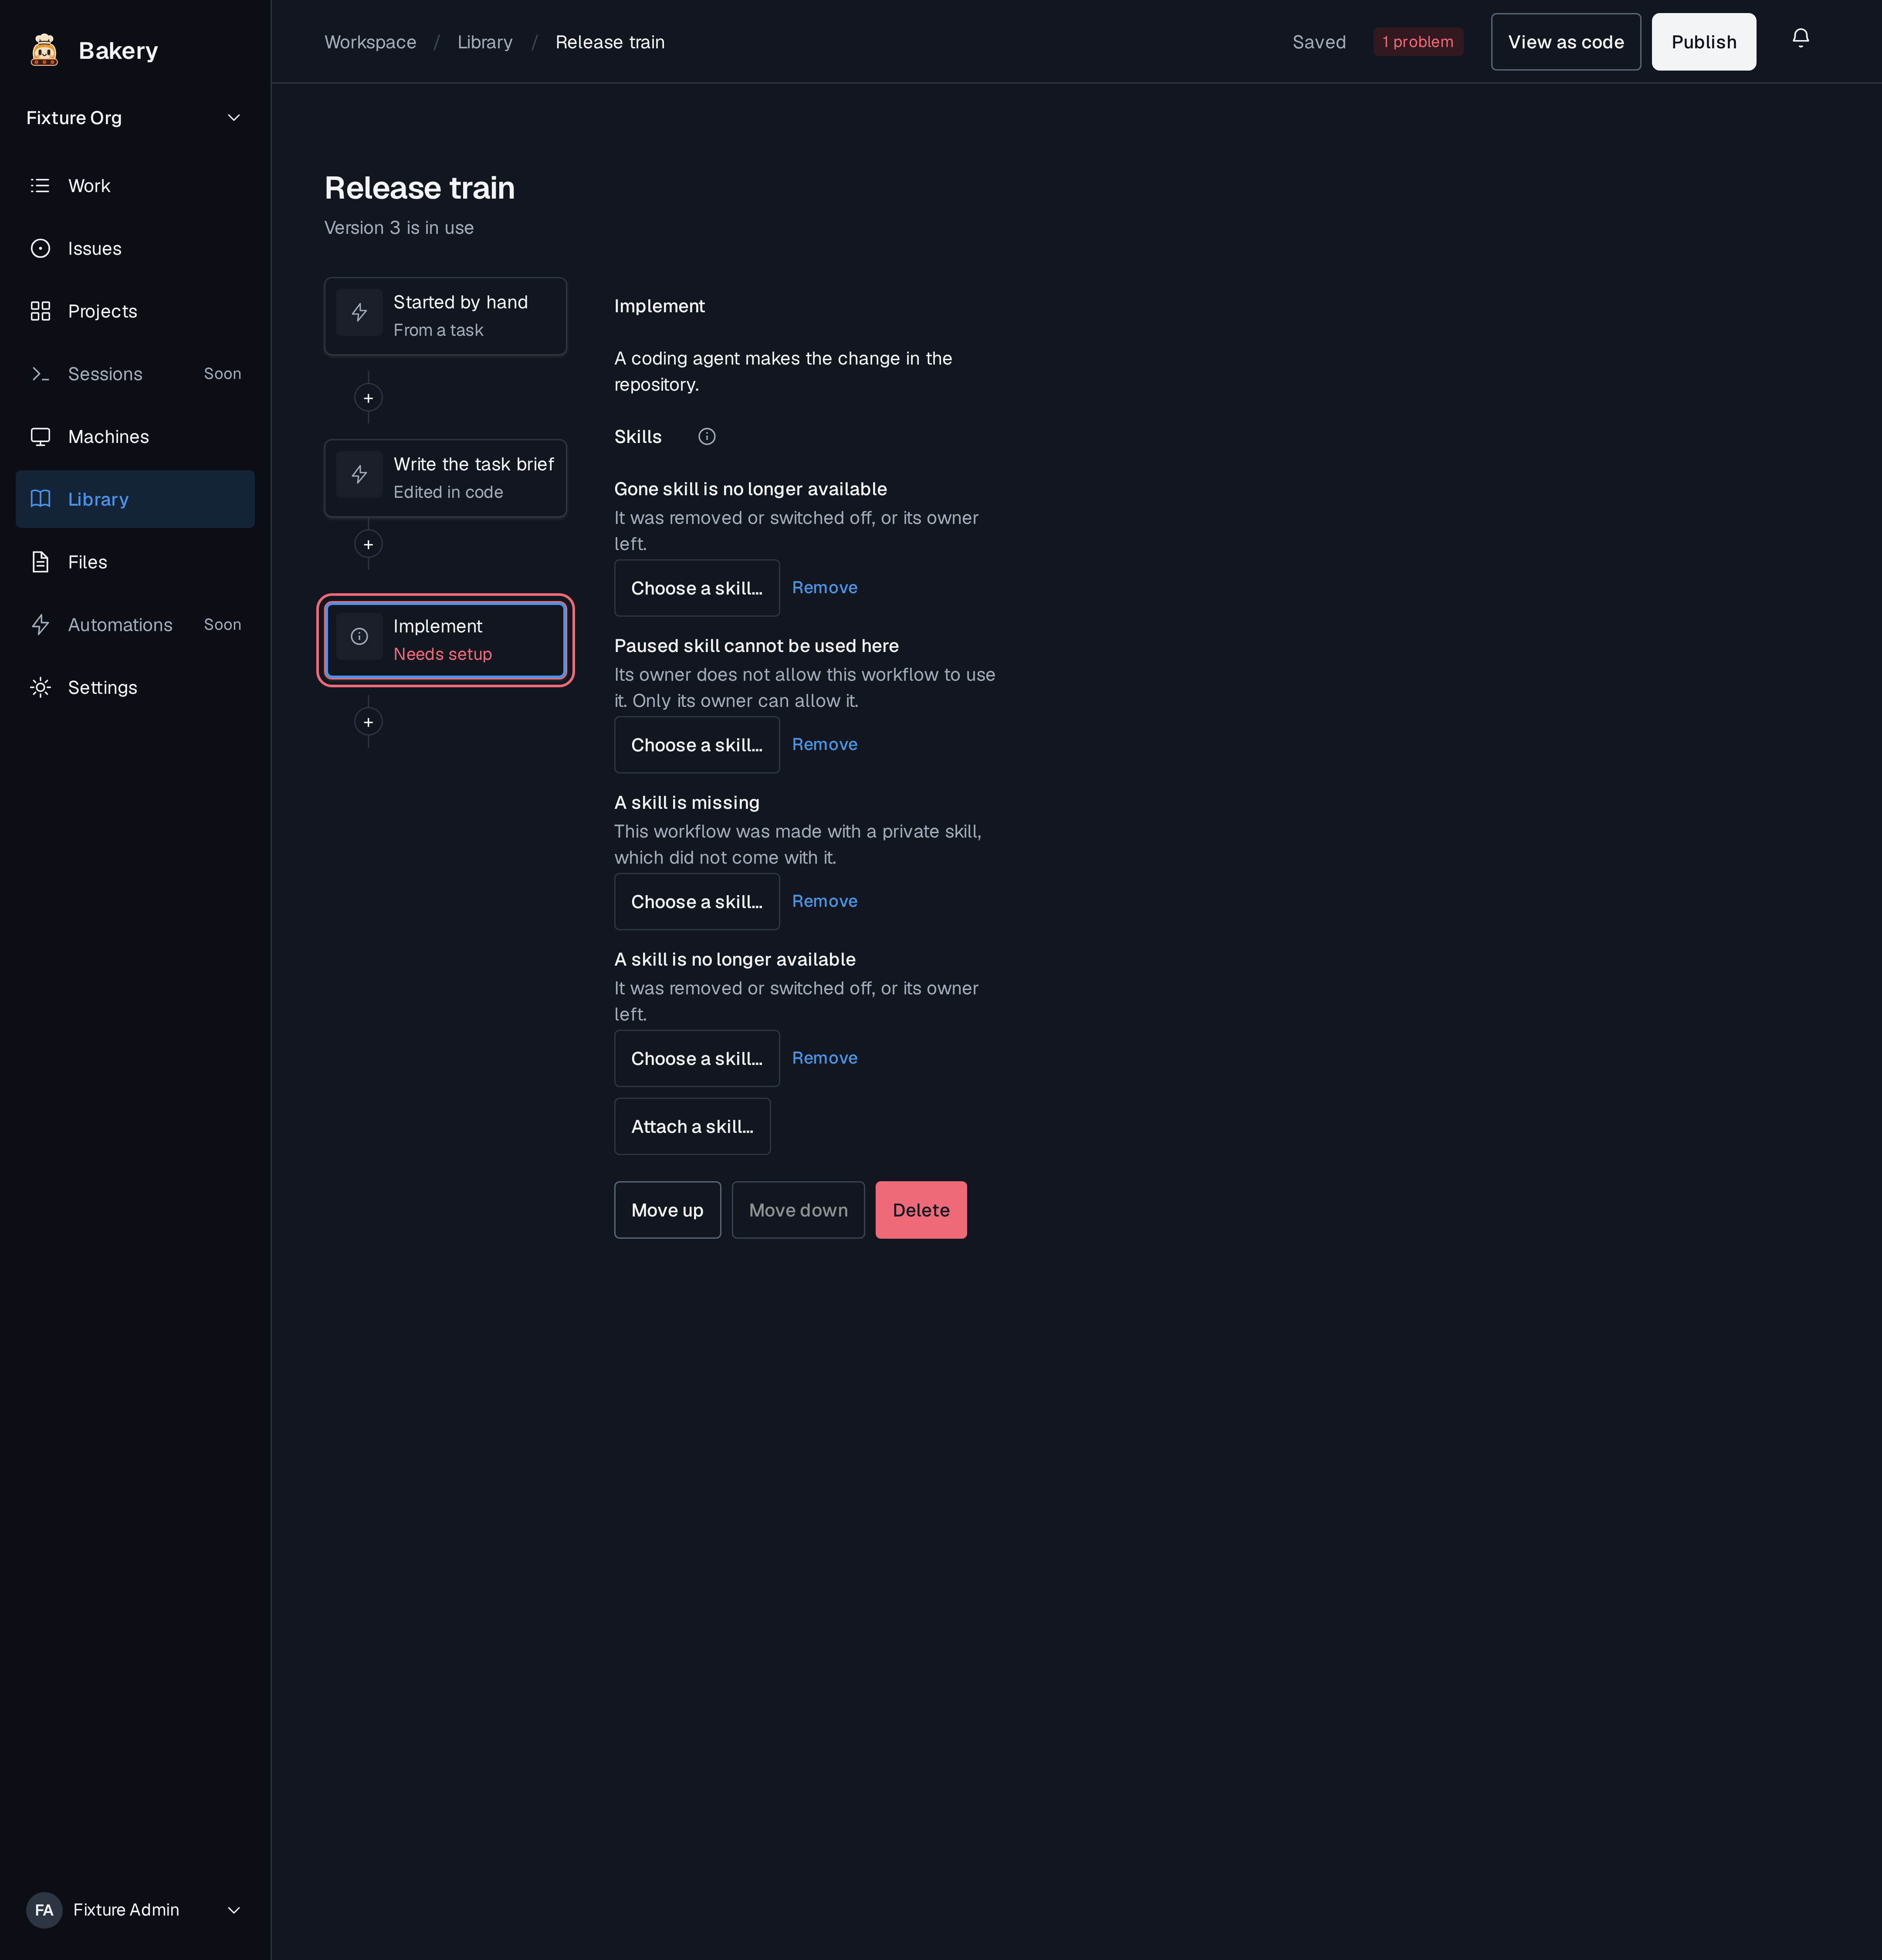 Bakery
Fixture Org
Work
Issues
Projects
Sessions Soon
Machines
Library
Files
Automations Soon
Settings
FA Fixture Admin
Workspace / Library / Release train
Saved
1 problem
View as code
Publish
Release train
Version 3 is in use
Started by hand
From a task
+
Write the task brief
Edited in code
+
Implement
Needs setup
+
Implement
A coding agent makes the change in the
repository.
Skills
Gone skill is no longer available
It was removed or switched off, or its owner
left.
Choose a skill... Remove
Paused skill cannot be used here
Its owner does not allow this workflow to use
it. Only its owner can allow it.
Choose a skill... Remove
A skill is missing
This workflow was made with a private skill,
which did not come with it.
Choose a skill... Remove
A skill is no longer available
It was removed or switched off, or its owner
left.
Choose a skill... Remove
Attach a skill...
Move up Move down Delete